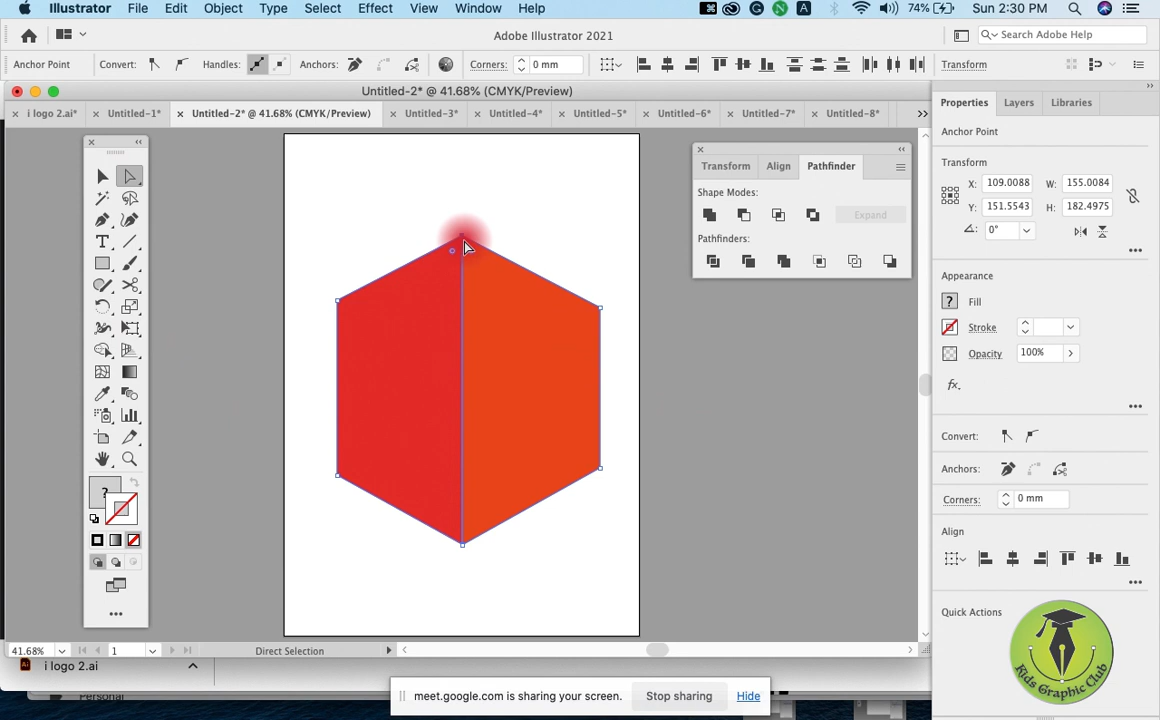 Illustrator File Edit Object Type Select Effect View Window Help 74% Sun 2:30 PM
Adobe Illustrator 2021 Search Adobe Help
Anchor Point Convert: Handles: Anchors: Corners: 0 mm Transform
Untitled-2* @ 41.68% (CMYK/Preview)
× i logo 2.ai* × Untitled-1* × Untitled-2* @ 41.68% (CMYK/Preview) × Untitled-3* × Untitled-4* × Untitled-5* × Untitled-6* × Untitled-7* × Untitled-8* >>
Transform Align Pathfinder
Shape Modes:
Expand
Pathfinders:
Properties Layers Libraries
Anchor Point
Transform
X: 109.0088 W: 155.0084
Y: 151.5543 H: 182.4975
0°
Appearance
? Fill
Stroke
Opacity 100%
fx.
Convert:
Anchors:
Corners: 0 mm
Align
Quick Actions
Kids Graphic Club
T
?
41.68% 1 Direct Selection
i logo 2.ai
Personal
meet.google.com is sharing your screen. Stop sharing Hide